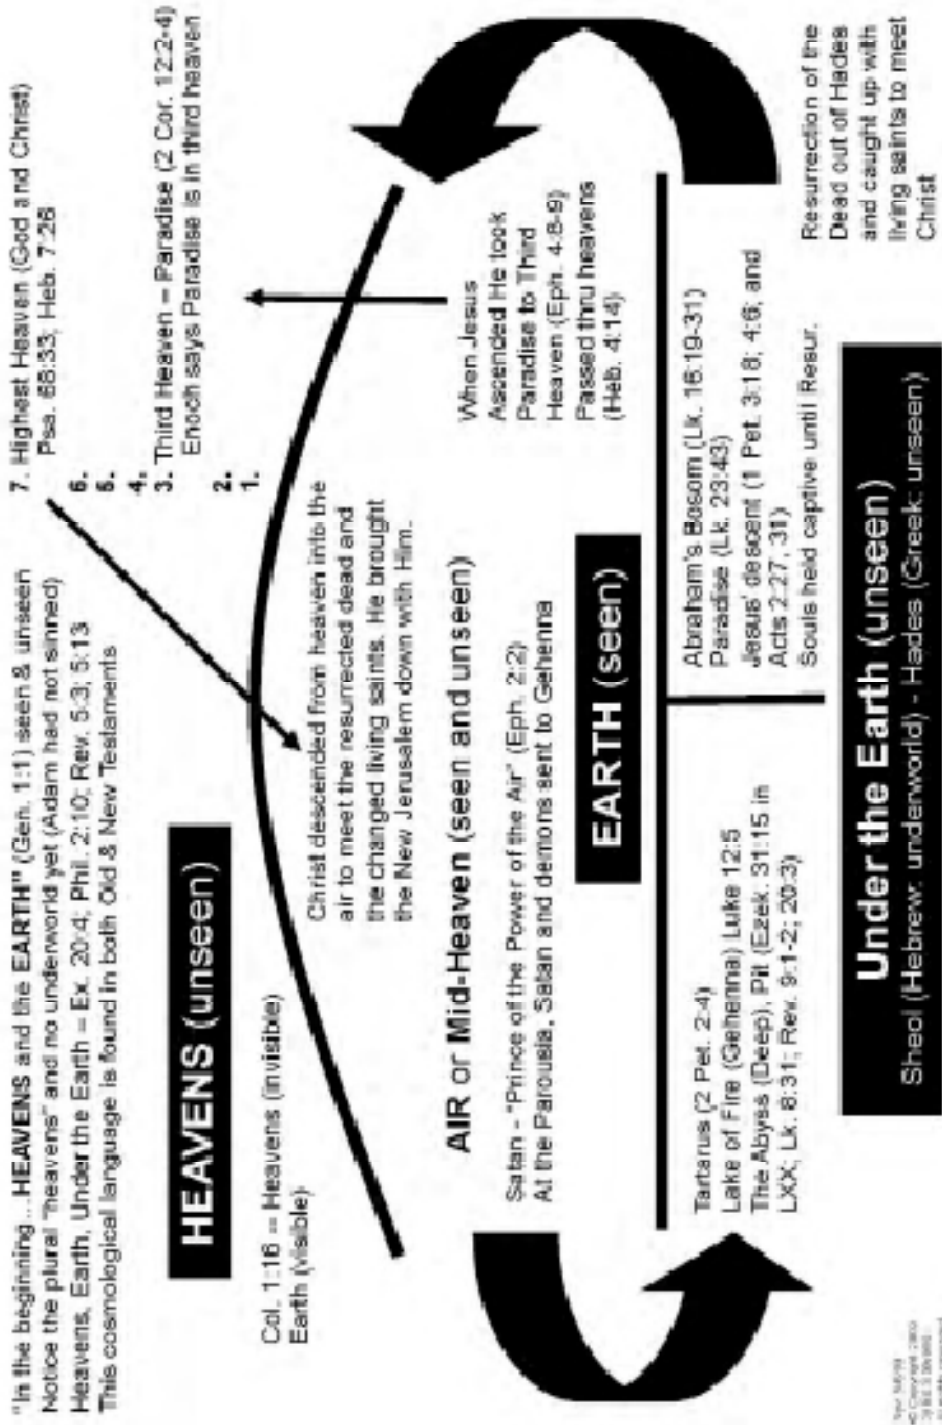 "In the beginning ...HEAVENS and the EARTH" (Gen. 1:1) seen & unseen
Notice the plural "heavens" and no underworld yet (Adam had not sinned)
Heavens, Earth, Under the Earth = Ex. 20:4; Phil. 2:10; Rev. 5:3; 5:13
This cosmological language is found in both Old & New Testaments
7. Highest Heaven (God and Christ)
Psa. 68:33; Heb. 7:26
6.
5.
4.
3. Third Heaven – Paradise (2 Cor. 12:2-4)
Enoch says Paradise is in third heaven
2.
1.
HEAVENS (unseen)
Col. 1:16 -- Heavens (invisible)
Earth (Visible)
Christ descended from heaven into the
air to meet the resurrected dead and
the changed living saints. He brought
the New Jerusalem down with Him.
When Jesus
Ascended He took
Paradise to Third
Heaven (Eph. 4:8-9)
Passed thru heavens
(Heb. 4:14)
AIR or Mid-Heaven (seen and unseen)
Satan - "Prince of the Power of the Air" (Eph. 2:2)
At the Parousia, Satan and demons sent to Gehenna
EARTH (seen)
Tartarus (2 Pet. 2:4)
Lake of Fire (Gehenna) Luke 12:5
The Abyss (Deep), Pit (Ezek. 31:15 in
LXX; Lk. 8:31; Rev. 9:1-2; 20:3)
Abraham's Bosom (Lk. 16:19-31)
Paradise (Lk. 23:43)
Jesus' descent (1 Pet. 3:18; 4:6; and
Acts 2:27, 31)
Souls held captive until Resur.
Resurrection of the
Dead out of Hades
and caught up with
living saints to meet
Christ
Under the Earth (unseen)
Sheol (Hebrew: underworld) - Hades (Greek: unseen)